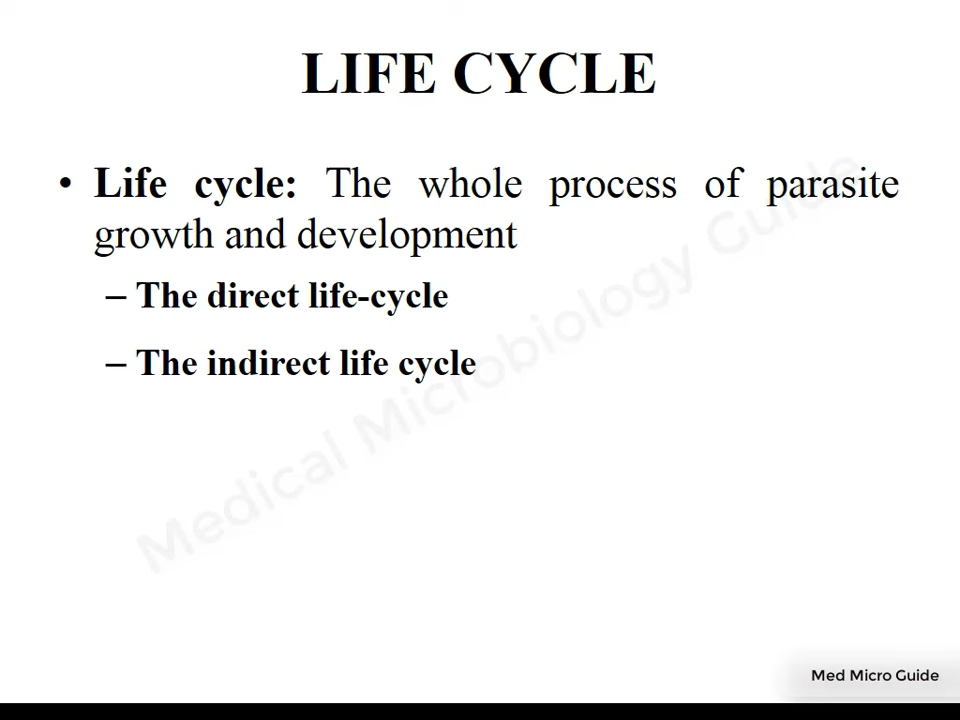 LIFE CYCLE
• Life cycle: The whole process of parasite
growth and development
– The direct life-cycle
– The indirect life cycle
Medical Microbiology Guide
Med Micro Guide